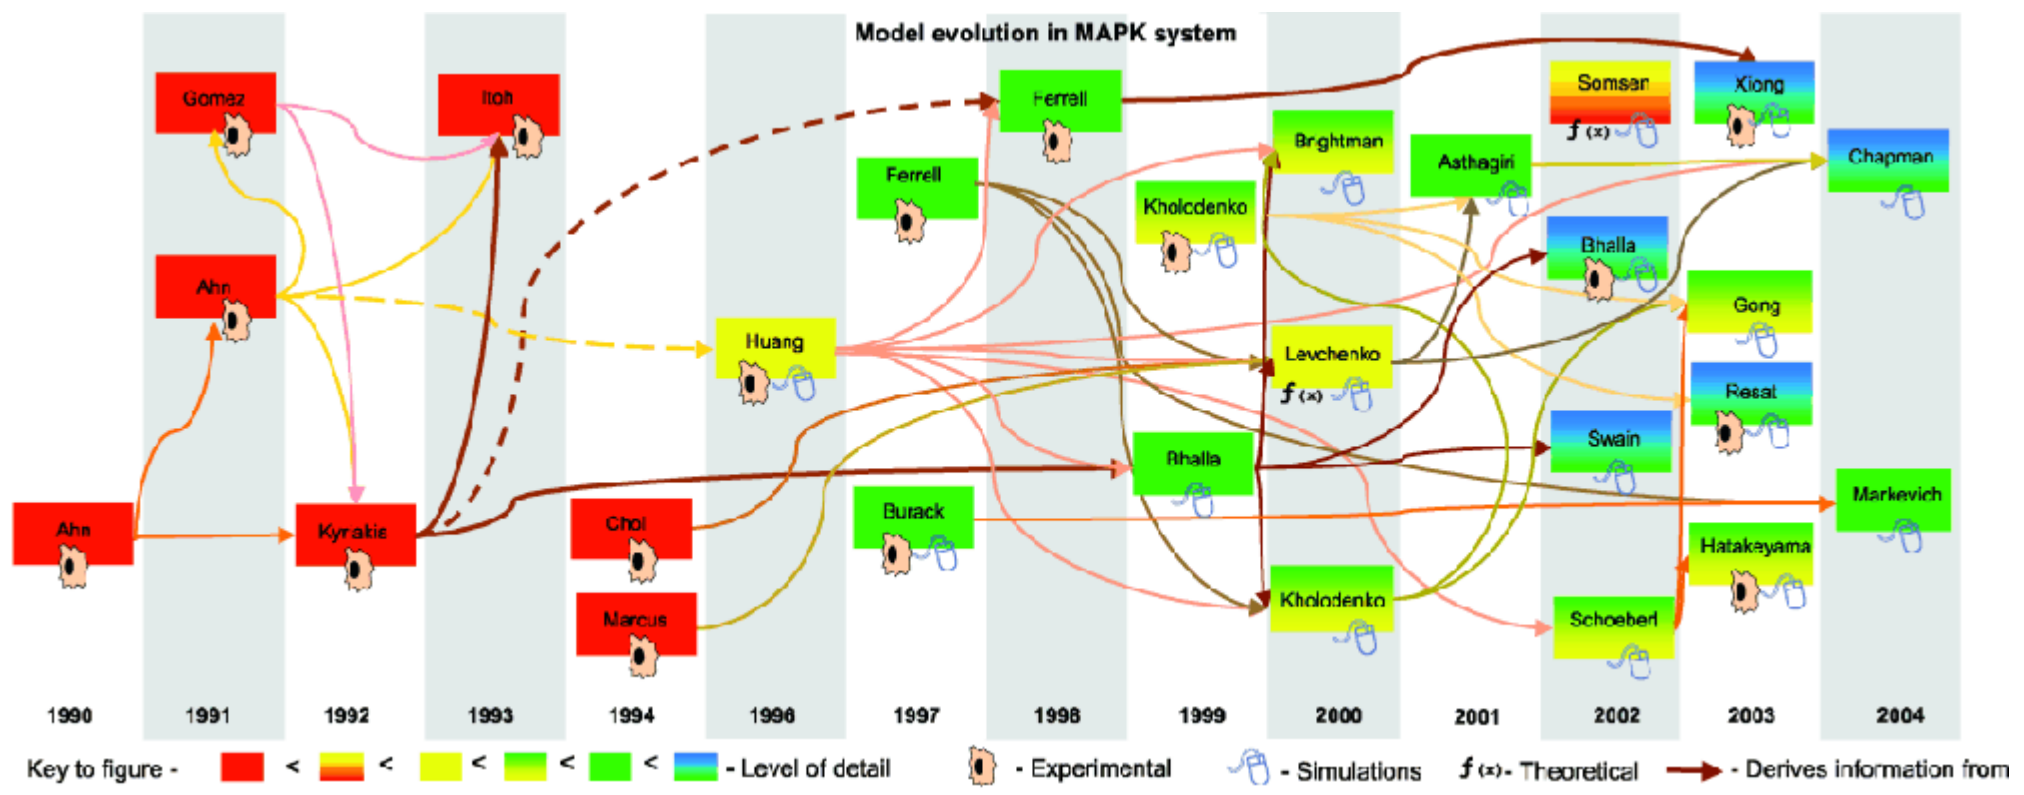 Model evolution in MAPK system
Gomez
Itoh
Ferrell
Somsen
Xiong
ƒ(x)
Brightman
Asthagiri
Chapman
Ferrell
Kholodenko
Bhalla
Ahn
Gong
Huang
Levchenko
ƒ(x)
Resat
Swain
Bhalla
Markevich
Ahn
Kyriakis
Choi
Burack
Hatakeyama
Marcus
Kholodenko
Schoeberl
1990 1991 1992 1993 1994 1996 1997 1998 1999 2000 2001 2002 2003 2004
Key to figure - < < < < < - Level of detail - Experimental - Simulations ƒ(x) - Theoretical - Derives information from